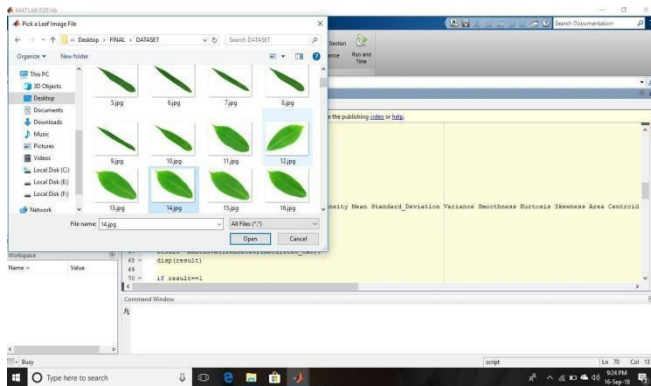 MATLAB R2014b
Pick a Leaf Image File
Search Documentation
Desktop > FINAL > DATASET
Search DATASET
Organize
New folder
Section
Run and
Time
This PC
3D Objects
Desktop
Documents
Downloads
Music
Pictures
Videos
Local Disk (C:)
Local Disk (E:)
Local Disk (F:)
Network
5.jpg
6.jpg
7.jpg
8.jpg
9.jpg
10.jpg
11.jpg
12.jpg
13.jpg
14.jpg
15.jpg
16.jpg
the publishing video or help.
Mean Standard_Deviation Variance Smoothness Kurtosis Skewness Area Centroid
File name: 14.jpg
All Files (*.*)
Open
Cancel
Workspace
Name
Value
68
disp(result)
69
70
if result==1
Command Window
fx
Busy
script
Ln 70
Col 13
Type here to search
9:24 PM
16-Sep-18